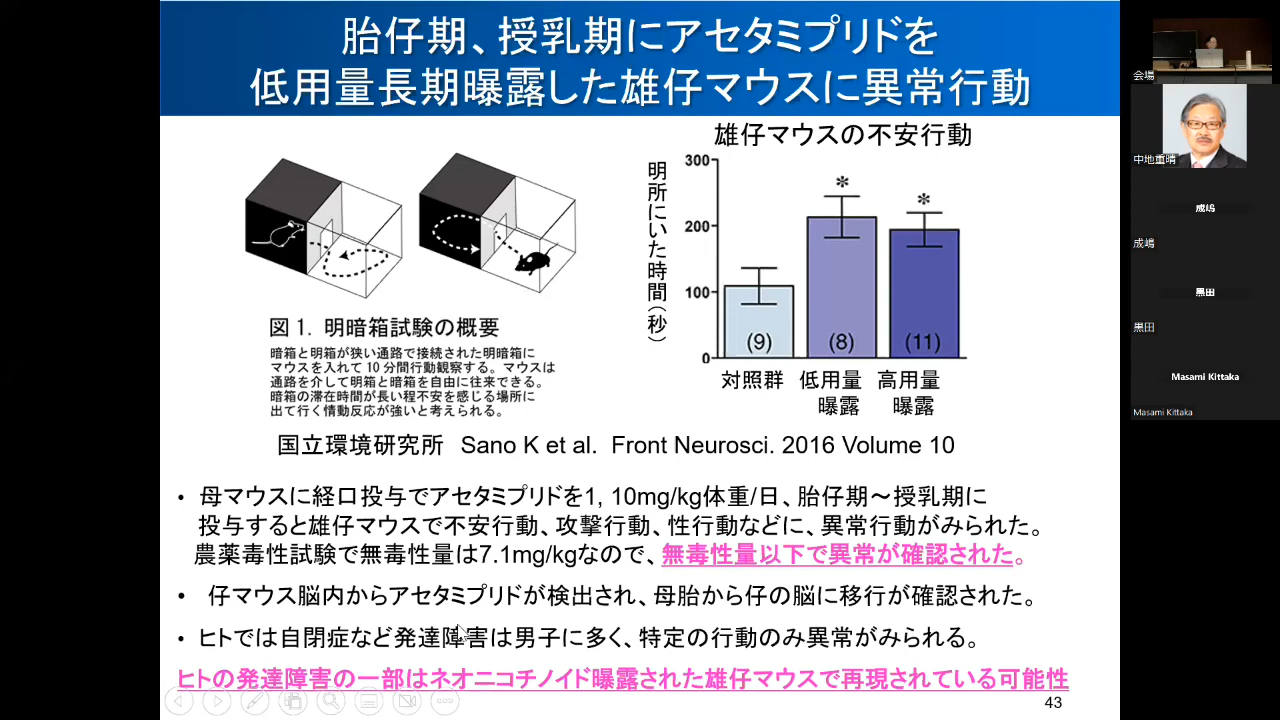 胎仔期、授乳期にアセタミプリドを
低用量長期曝露した雄仔マウスに異常行動
雄仔マウスの不安行動
明所にいた時間(秒)
300
200
100
0
*
*
(9)
(8)
(11)
対照群
低用量
曝露
高用量
曝露
図1. 明暗箱試験の概要
暗箱と明箱が狭い通路で接続された明暗箱に
マウスを入れて10分間行動観察する。マウスは
通路を介して明箱と暗箱を自由に往来できる。
暗箱の滞在時間が長い程不安を感じる場所に
出て行く情動反応が強いと考えられる。
国立環境研究所 Sano K et al. Front Neurosci. 2016 Volume 10
• 母マウスに経口投与でアセタミプリドを1, 10mg/kg体重/日、胎仔期~授乳期に
投与すると雄仔マウスで不安行動、攻撃行動、性行動などに、異常行動がみられた。
農薬毒性試験で無毒性量は7.1mg/kgなので、無毒性量以下で異常が確認された。
• 仔マウス脳内からアセタミプリドが検出され、母胎から仔の脳に移行が確認された。
• ヒトでは自閉症など発達障害は男子に多く、特定の行動のみ異常がみられる。
ヒトの発達障害の一部はネオニコチノイド曝露された雄仔マウスで再現されている可能性
43
会場
中地重晴
成嶋
成嶋
黒田
黒田
Masami Kittaka
Masami Kittaka